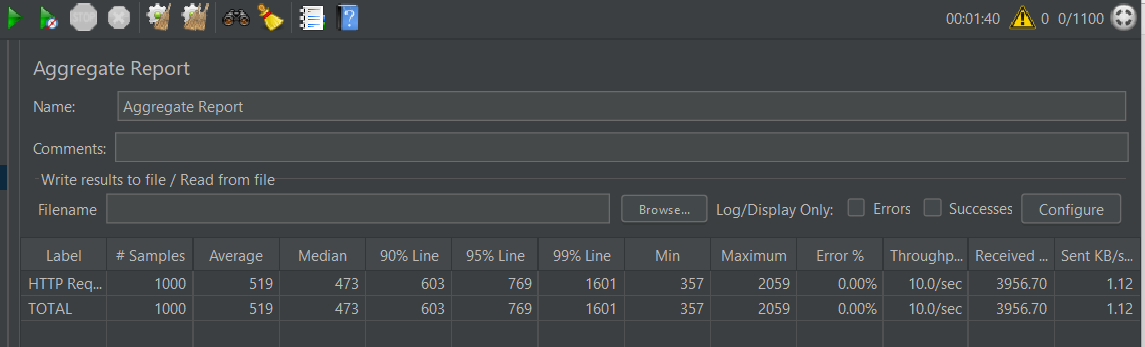 STOP
00:01:40 0 0/1100
Aggregate Report
Name: Aggregate Report
Comments:
Write results to file / Read from file
Filename Browse... Log/Display Only: Errors Successes Configure
Label # Samples Average Median 90% Line 95% Line 99% Line Min Maximum Error % Throughp... Received ... Sent KB/s...
HTTP Req... 1000 519 473 603 769 1601 357 2059 0.00% 10.0/sec 3956.70 1.12
TOTAL 1000 519 473 603 769 1601 357 2059 0.00% 10.0/sec 3956.70 1.12